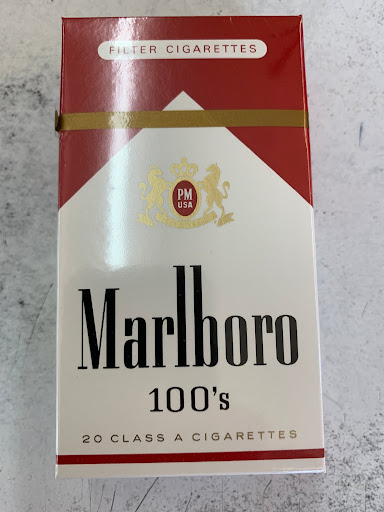 FILTER CIGARETTES
PM
USA
Marlboro
100's
20 CLASS A CIGARETTES